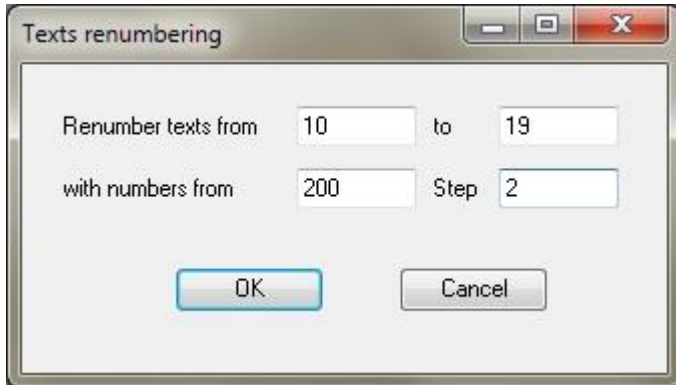 Texts renumbering
Renumber texts from 10 to 19
with numbers from 200 Step 2
OK Cancel